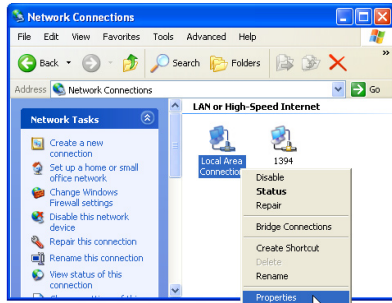 Network Connections
File Edit View Favorites Tools Advanced Help
Back Search Folders »
Address Network Connections Go
LAN or High-Speed Internet
Network Tasks
Create a new
connection
Set up a home or small
office network
Change Windows
Firewall settings
Disable this network
device
Repair this connection
Rename this connection
View status of this
connection
Local Area
Connection
1394
Disable
Status
Repair
Bridge Connections
Create Shortcut
Delete
Rename
Properties